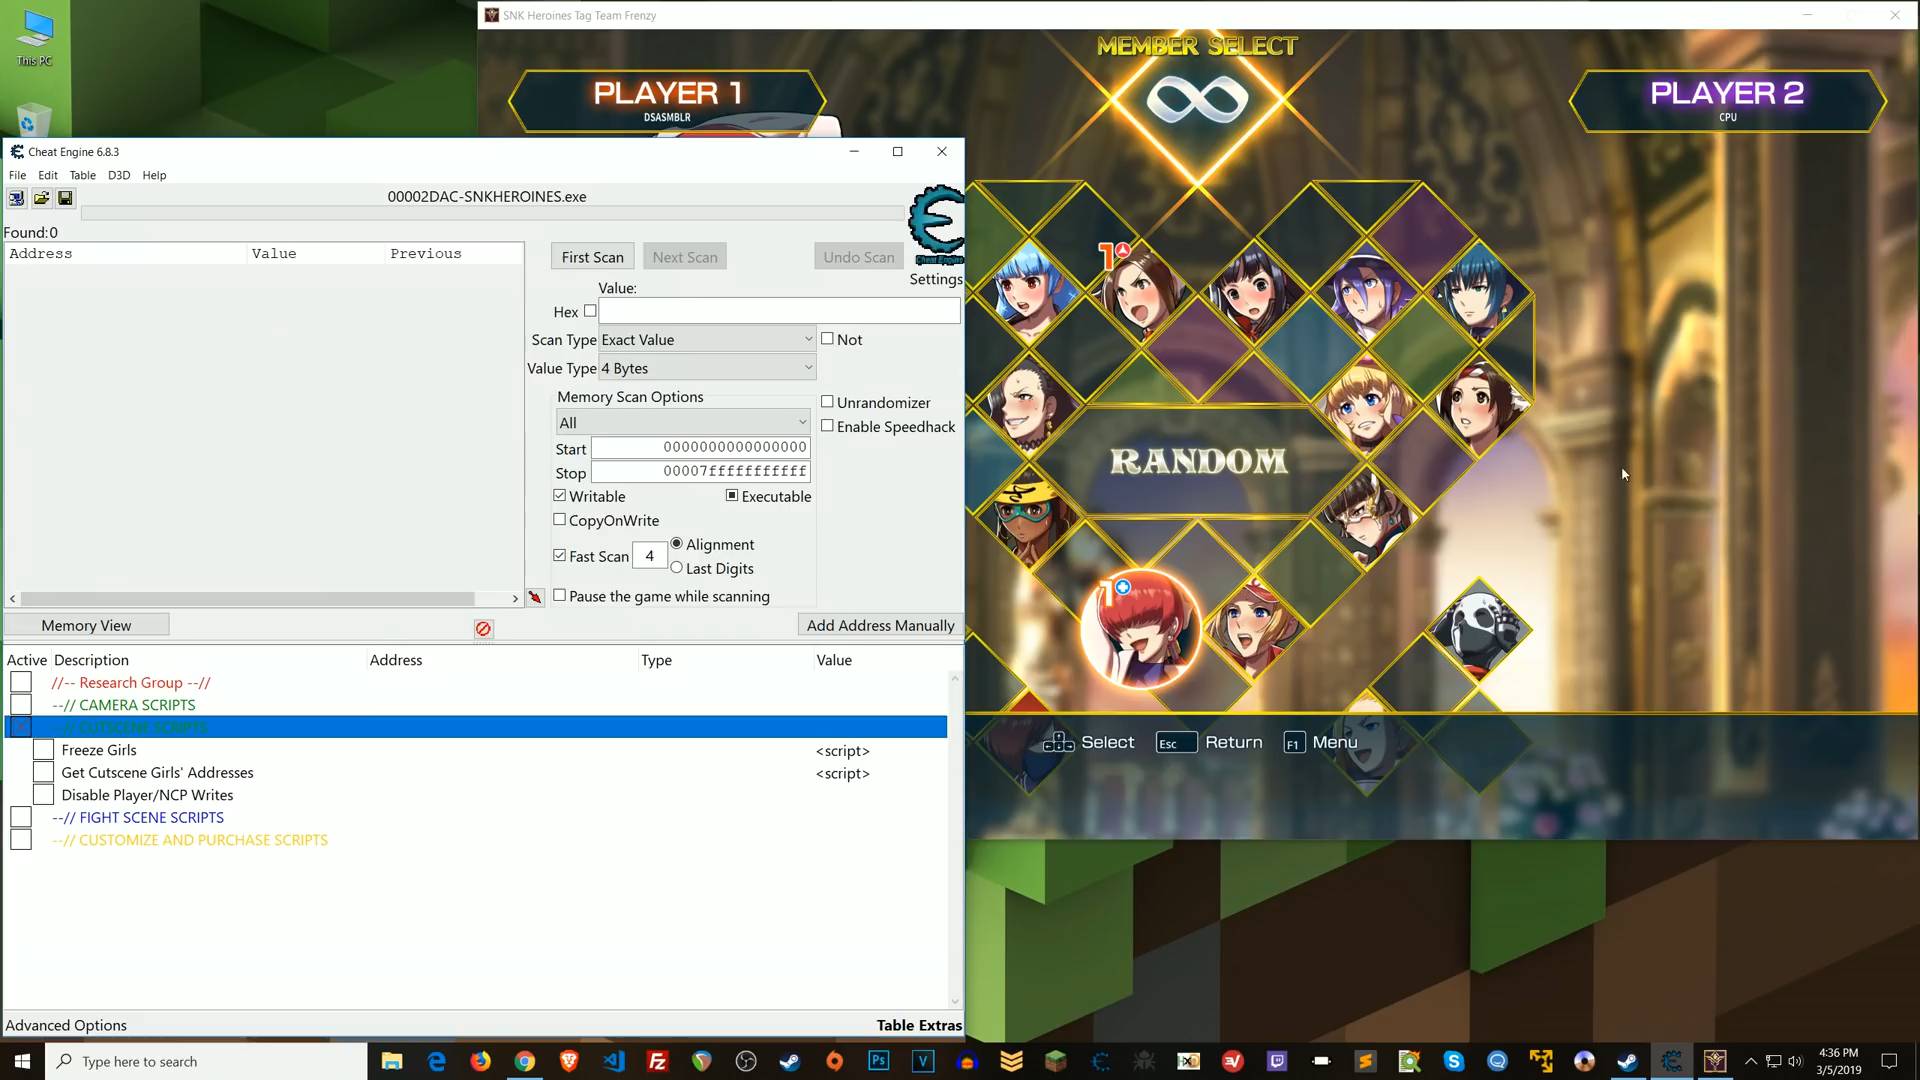 This PC
SNK Heroines Tag Team Frenzy
MEMBER SELECT
PLAYER 1
DSASMBLR
PLAYER 2
CPU
Cheat Engine 6.8.3
File Edit Table D3D Help
00002DAC-SNKHEROINES.exe
Found:0
Address Value Previous
First Scan Next Scan Undo Scan
Cheat Engine
Settings
Value:
Hex
Scan Type Exact Value Not
Value Type 4 Bytes
Memory Scan Options
All
Unrandomizer
Enable Speedhack
Start 0000000000000000
Stop 00007fffffffffff
Writable Executable
CopyOnWrite
Fast Scan 4 Alignment
Last Digits
Pause the game while scanning
Memory View Add Address Manually
Active Description Address Type Value
//-- Research Group --//
--// CAMERA SCRIPTS
--// CUTSCENE SCRIPTS
Freeze Girls <script>
Get Cutscene Girls' Addresses <script>
Disable Player/NCP Writes
--// FIGHT SCENE SCRIPTS
--// CUSTOMIZE AND PURCHASE SCRIPTS
Advanced Options Table Extras
1
RANDOM
1
Select Esc Return F1 Menu
Type here to search
Ps
V
4:36 PM
3/5/2019